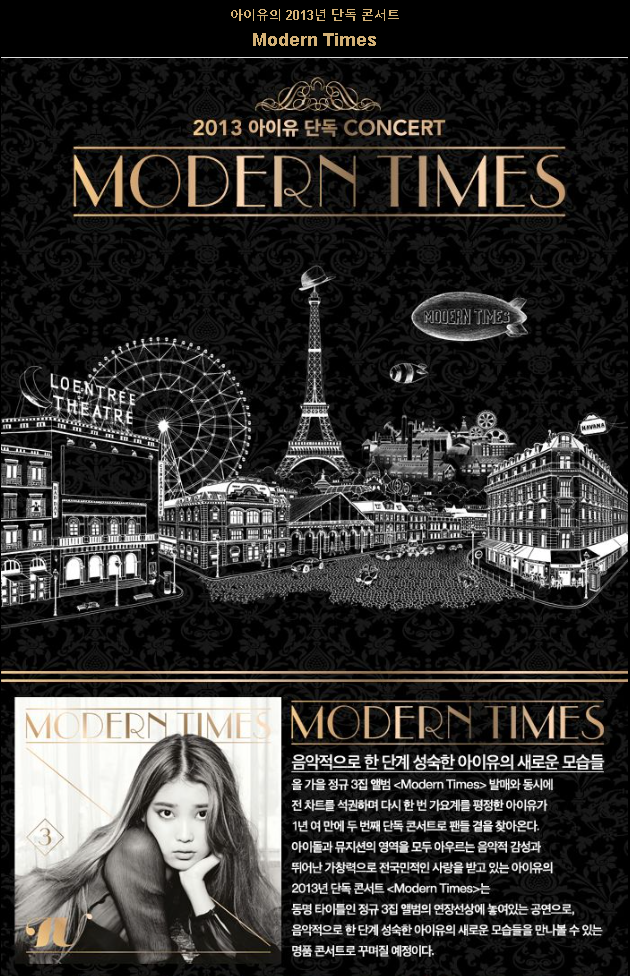 아이유의 2013년 단독 콘서트
Modern Times
2013 아이유 단독 CONCERT
MODERN TIMES
MODERN TIMES
LOENTREE
THEATRE
HAVANA
MODERN TIMES
3
MODERN TIMES
음악적으로 한 단계 성숙한 아이유의 새로운 모습들
올 가을 정규 3집 앨범 <Modern Times> 발매와 동시에
전 차트를 석권하며 다시 한 번 가요계를 평정한 아이유가
1년 여 만에 두 번째 단독 콘서트로 팬들 곁을 찾아온다.
아이돌과 뮤지션의 영역을 모두 아우르는 음악적 감성과
뛰어난 가창력으로 전국민적인 사랑을 받고 있는 아이유의
2013년 단독 콘서트 <Modern Times>는
동명 타이틀인 정규 3집 앨범의 연장선상에 놓여있는 공연으로,
음악적으로 한 단계 성숙한 아이유의 새로운 모습들을 만나볼 수 있는
명품 콘서트로 꾸며질 예정이다.